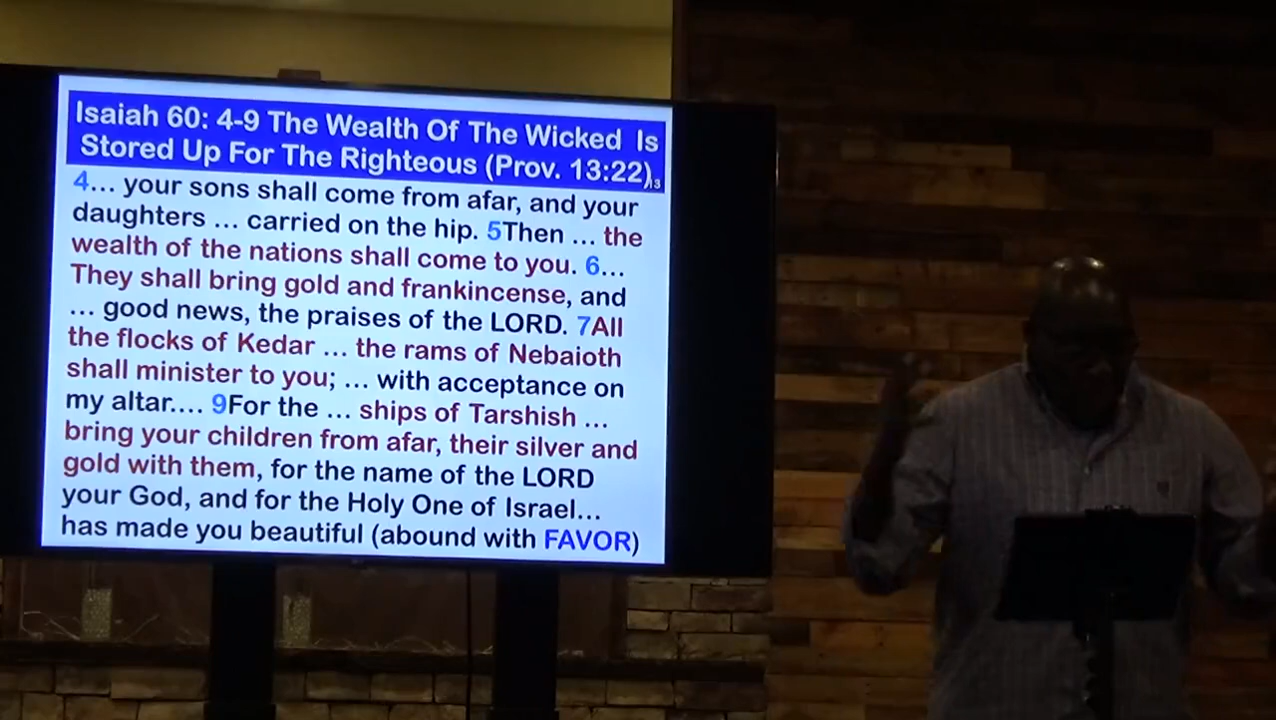 Isaiah 60: 4-9 The Wealth Of The Wicked Is
Stored Up For The Righteous (Prov. 13:22)13
4... your sons shall come from afar, and your
daughters ... carried on the hip. 5Then ... the
wealth of the nations shall come to you. 6...
They shall bring gold and frankincense, and
... good news, the praises of the LORD. 7All
the flocks of Kedar ... the rams of Nebaioth
shall minister to you; ... with acceptance on
my altar.... 9For the ... ships of Tarshish ...
bring your children from afar, their silver and
gold with them, for the name of the LORD
your God, and for the Holy One of Israel...
has made you beautiful (abound with FAVOR)